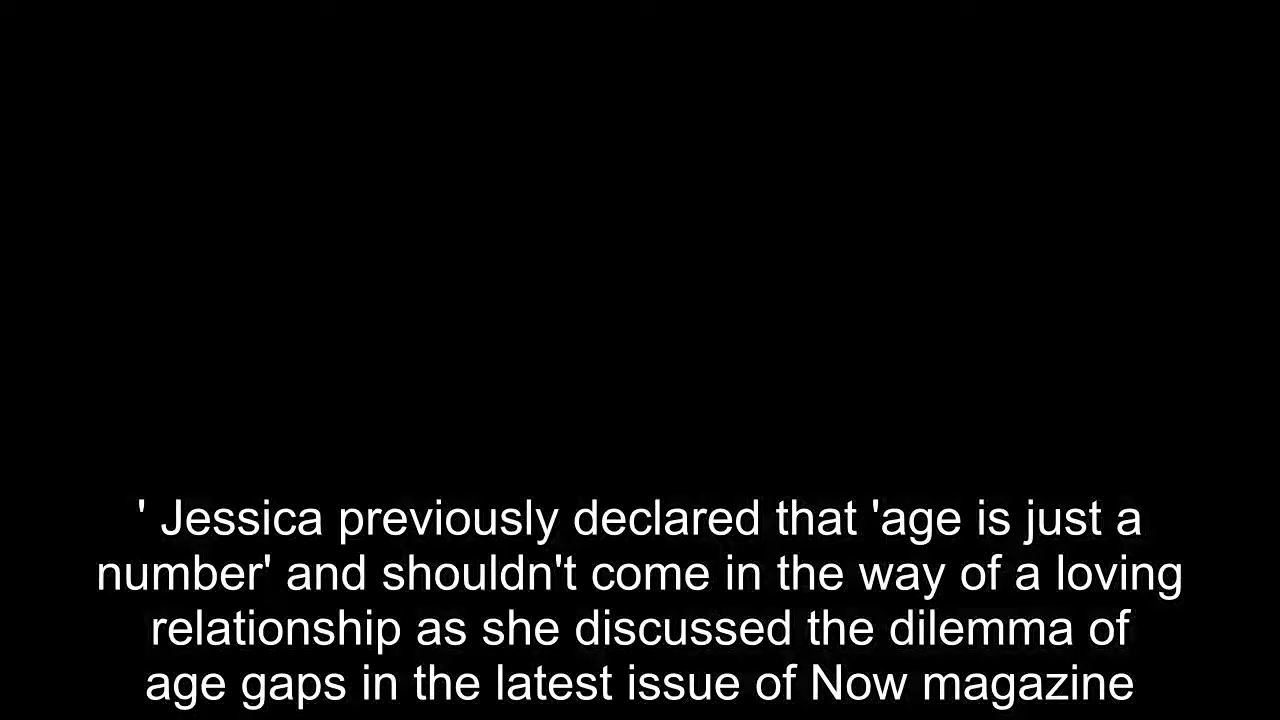 ' Jessica previously declared that 'age is just a
number' and shouldn't come in the way of a loving
relationship as she discussed the dilemma of
age gaps in the latest issue of Now magazine